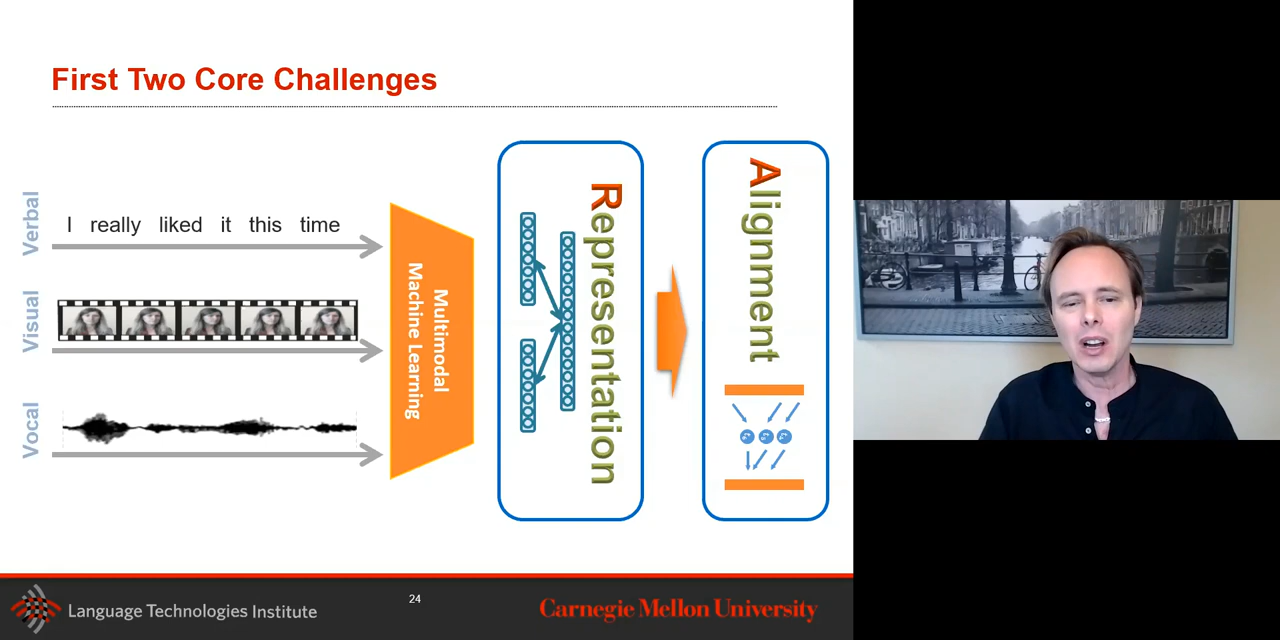 First Two Core Challenges
Verbal
I really liked it this time
Visual
Vocal
Multimodal
Machine Learning
Representation
Alignment
Language Technologies Institute
24
Carnegie Mellon University